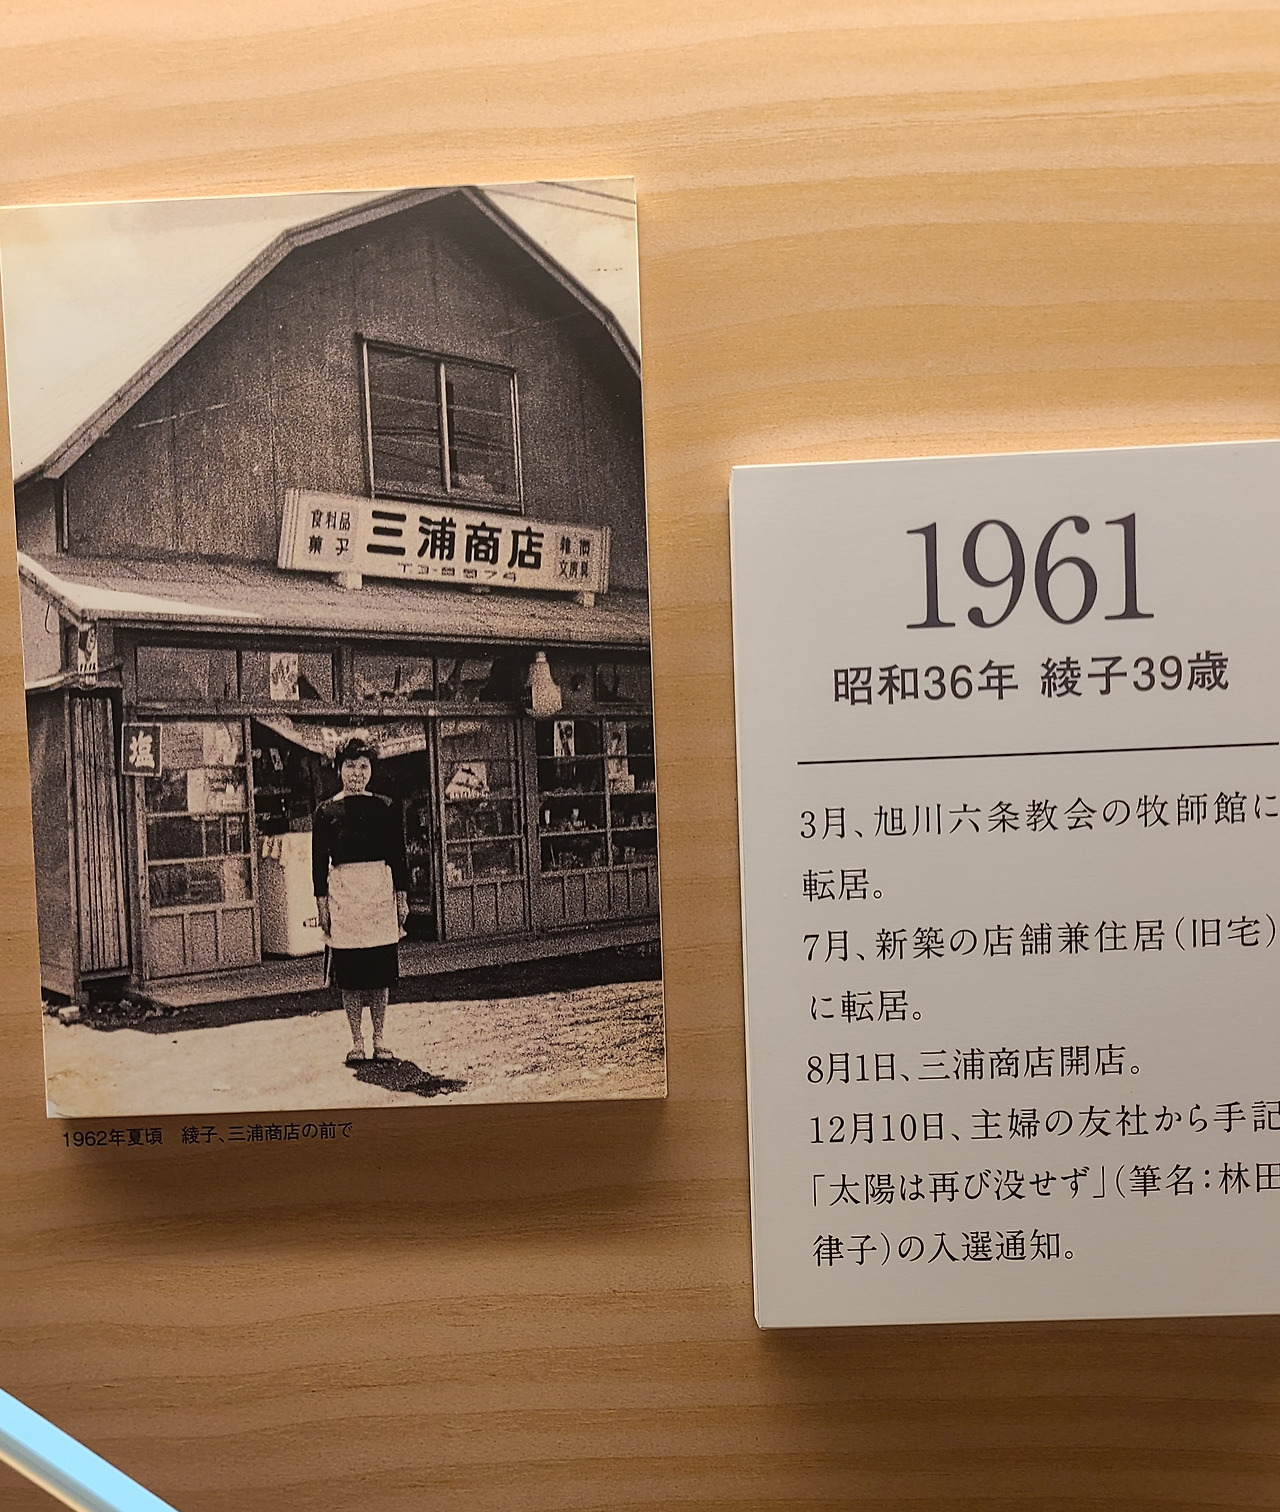 食料品
菓子
三浦商店
雑酒
文房具
塩
1962年夏頃 綾子、三浦商店の前で
1961
昭和36年 綾子39歳
3月、旭川六条教会の牧師館に
転居。
7月、新築の店舗兼住居(旧宅)
に転居。
8月1日、三浦商店開店。
12月10日、主婦の友社から手記
「太陽は再び没せず」(筆名:林田
律子)の入選通知。